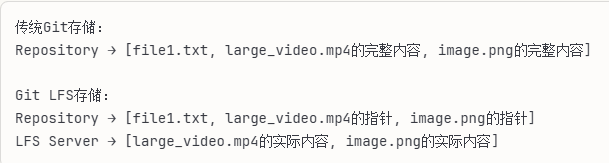 传统Git存储：
Repository → [file1.txt, large_video.mp4的完整内容, image.png的完整内容]
Git LFS存储：
Repository → [file1.txt, large_video.mp4的指针, image.png的指针]
LFS Server → [large_video.mp4的实际内容, image.png的实际内容]